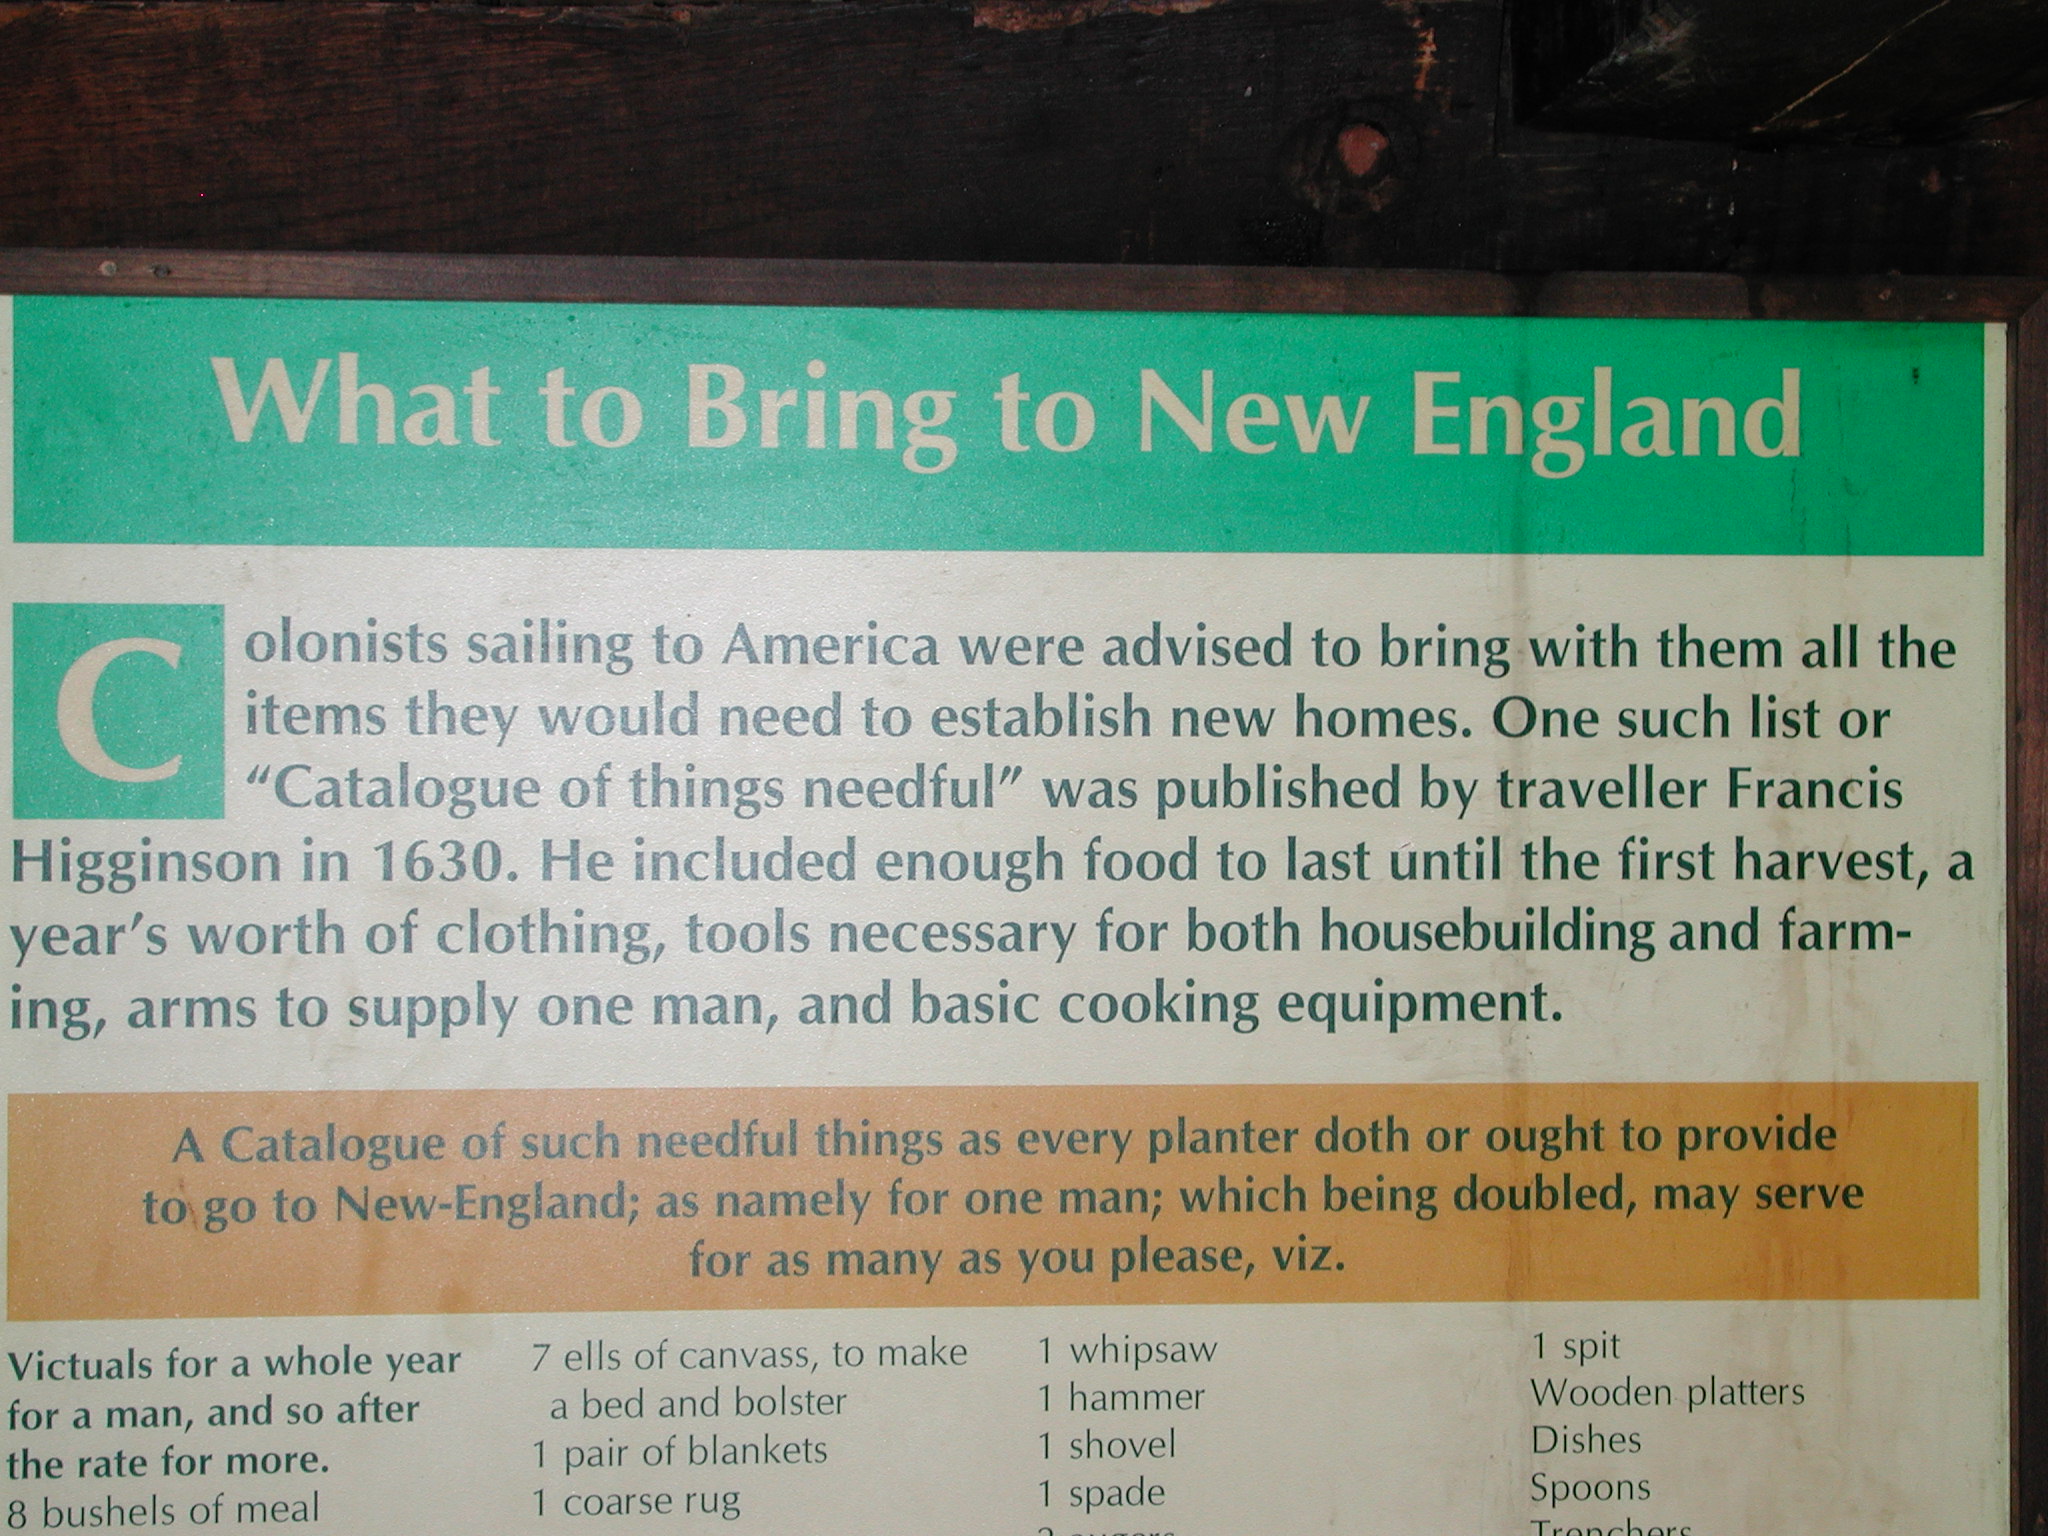 What to Bring to New England
Colonists sailing to America were advised to bring with them all the
items they would need to establish new homes. One such list or
“Catalogue of things needful” was published by traveller Francis
Higginson in 1630. He included enough food to last until the first harvest, a
year’s worth of clothing, tools necessary for both housebuilding and farm-
ing, arms to supply one man, and basic cooking equipment.
A Catalogue of such needful things as every planter doth or ought to provide
to go to New-England; as namely for one man; which being doubled, may serve
for as many as you please, viz.
Victuals for a whole year
for a man, and so after
the rate for more.
8 bushels of meal
7 ells of canvass, to make
a bed and bolster
1 pair of blankets
1 coarse rug
1 whipsaw
1 hammer
1 shovel
1 spade
2 augers
1 spit
Wooden platters
Dishes
Spoons
Trenchers